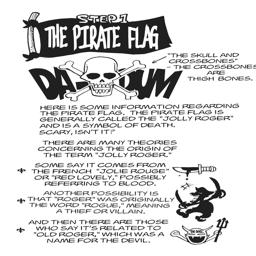 STEP 1
THE PIRATE FLAG
"THE SKULL AND
CROSSBONES"
- THE CROSSBONES
ARE
THIGH BONES.
DA DUM
HERE IS SOME INFORMATION REGARDING
THE PIRATE FLAG. THE PIRATE FLAG IS
GENERALLY CALLED THE "JOLLY ROGER"
AND IS A SYMBOL OF DEATH.
SCARY, ISN'T IT?
THERE ARE MANY THEORIES
CONCERNING THE ORIGIN OF
THE TERM "JOLLY ROGER."
SOME SAY IT COMES FROM
THE FRENCH "JOLIE ROUGE"
OR "RED LOVELY," POSSIBLY
REFERRING TO BLOOD.
ANOTHER POSSIBILITY IS
THAT "ROGER" WAS ORIGINALLY
THE WORD "ROGUE," MEANING
A THIEF OR VILLAIN.
AND THEN THERE ARE THOSE
WHO SAY IT'S RELATED TO
"OLD ROGER," WHICH WAS A
NAME FOR THE DEVIL.